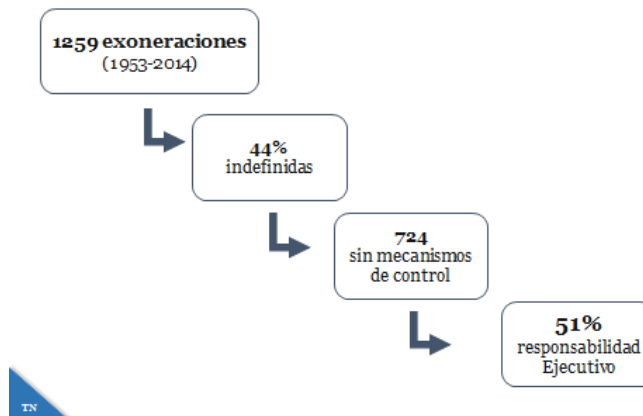 1259 exoneraciones
(1953-2014)
44%
indefinidas
724
sin mecanismos
de control
51%
responsabilidad
Ejecutivo
TN